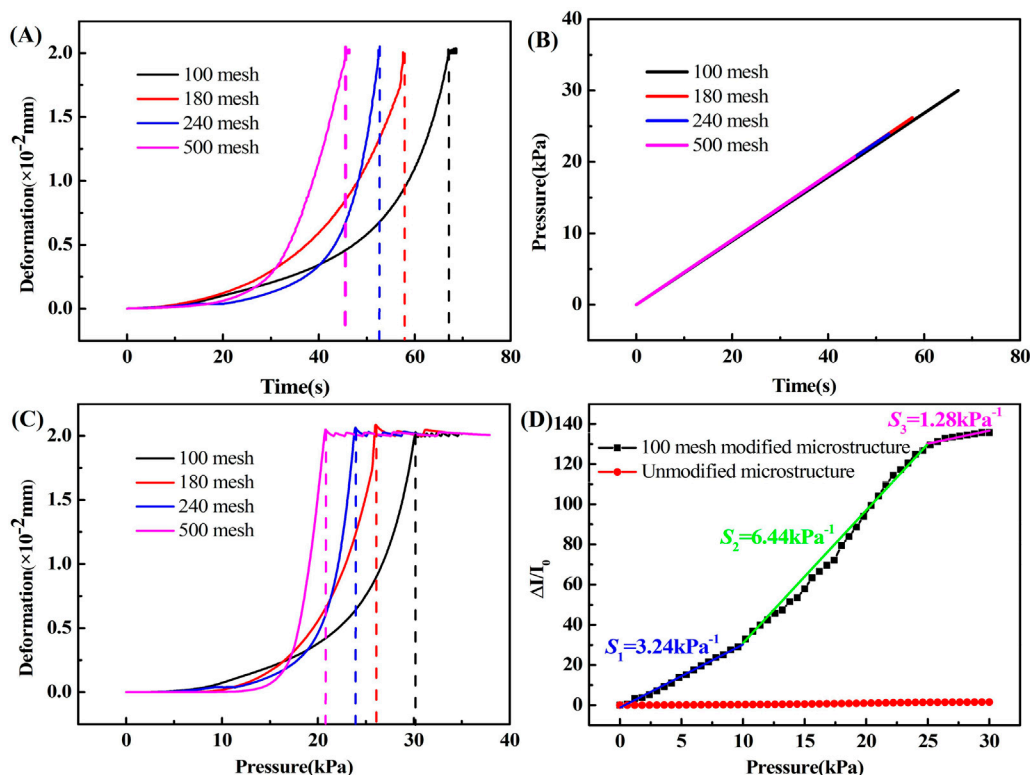 (A)
Deformation(×10⁻²mm)
2.0
1.5
1.0
0.5
0.0
100 mesh
180 mesh
240 mesh
500 mesh
0 20 40 60 80
Time(s)
(B)
Pressure(kPa)
40
30
20
10
0
100 mesh
180 mesh
240 mesh
500 mesh
0 20 40 60 80
Time(s)
(C)
Deformation(×10⁻²mm)
2.0
1.5
1.0
0.5
0.0
100 mesh
180 mesh
240 mesh
500 mesh
0 10 20 30 40
Pressure(kPa)
(D)
ΔI/I₀
140
120
100
80
60
40
20
0
S₃=1.28kPa⁻¹
100 mesh modified microstructure
Unmodified microstructure
S₂=6.44kPa⁻¹
S₁=3.24kPa⁻¹
0 5 10 15 20 25 30
Pressure(kPa)